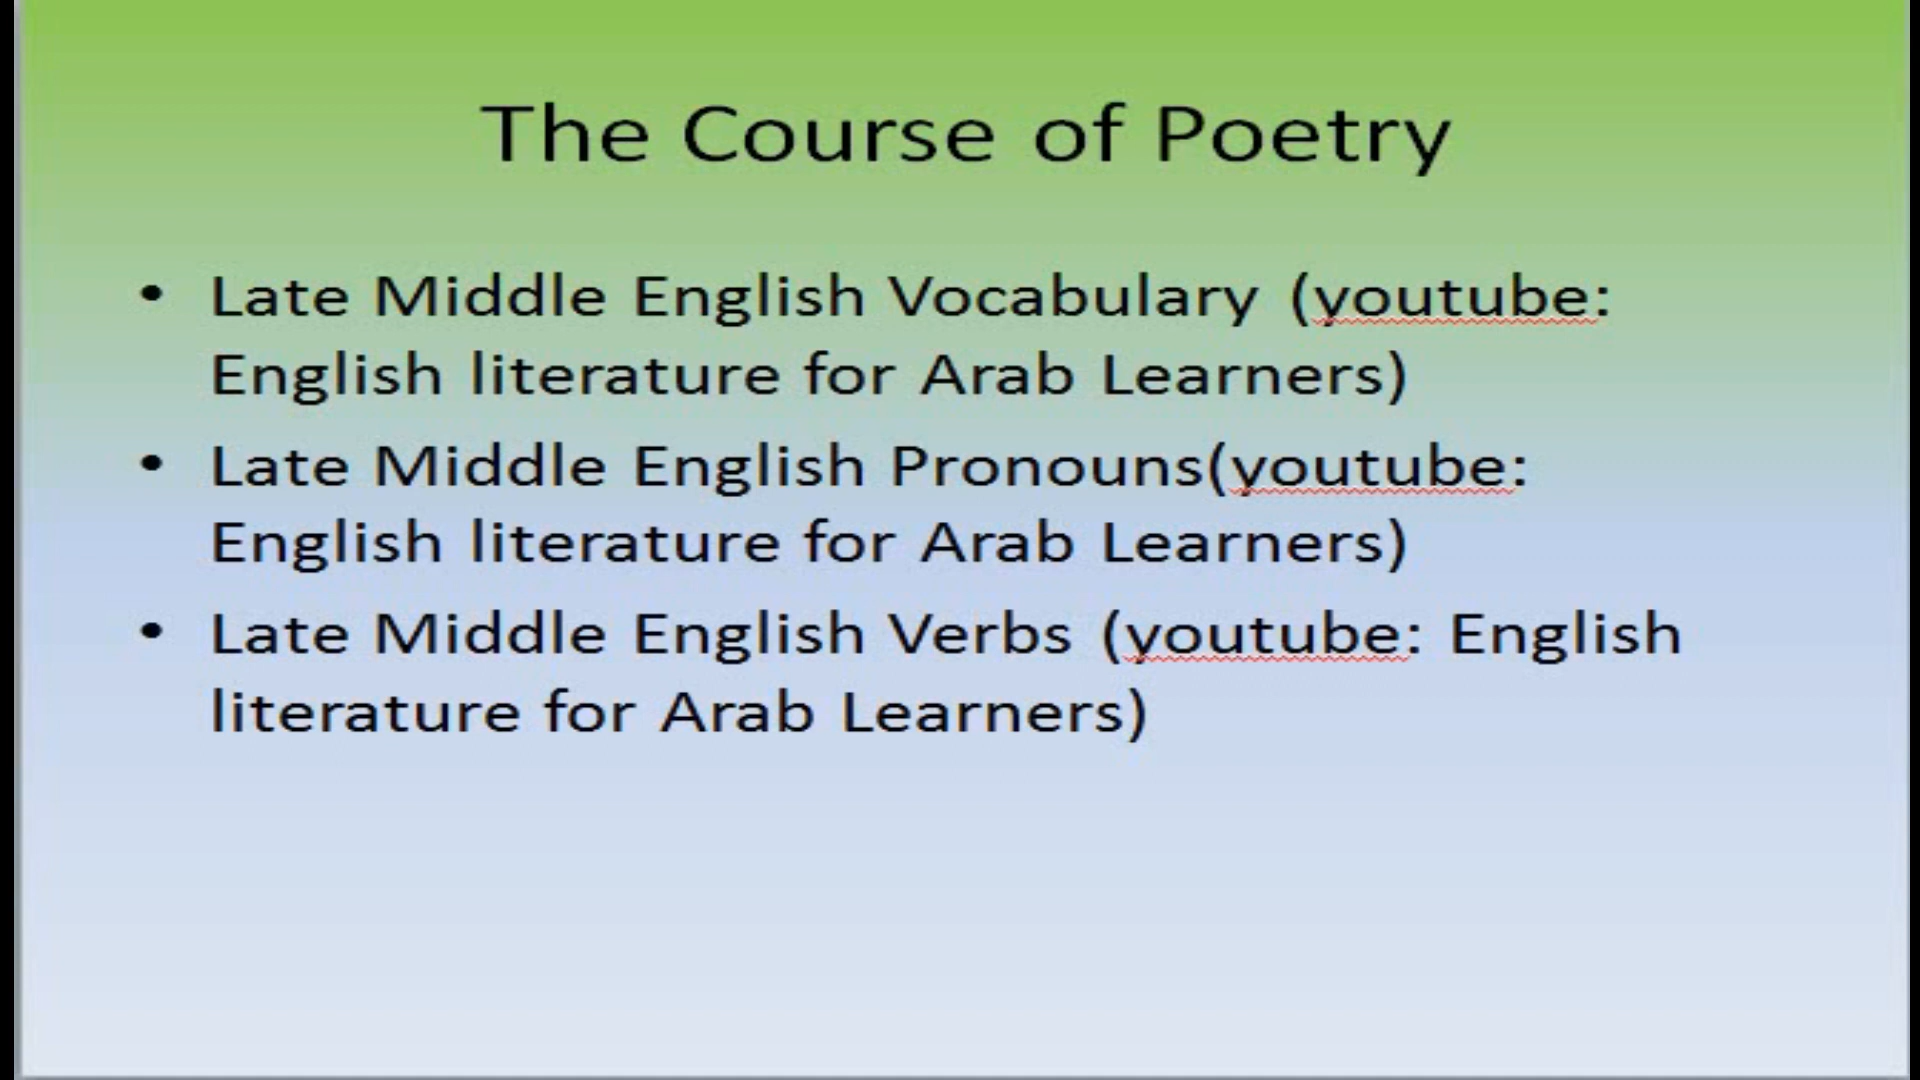 The Course of Poetry
• Late Middle English Vocabulary (youtube:
English literature for Arab Learners)
• Late Middle English Pronouns(youtube:
English literature for Arab Learners)
• Late Middle English Verbs (youtube: English
literature for Arab Learners)